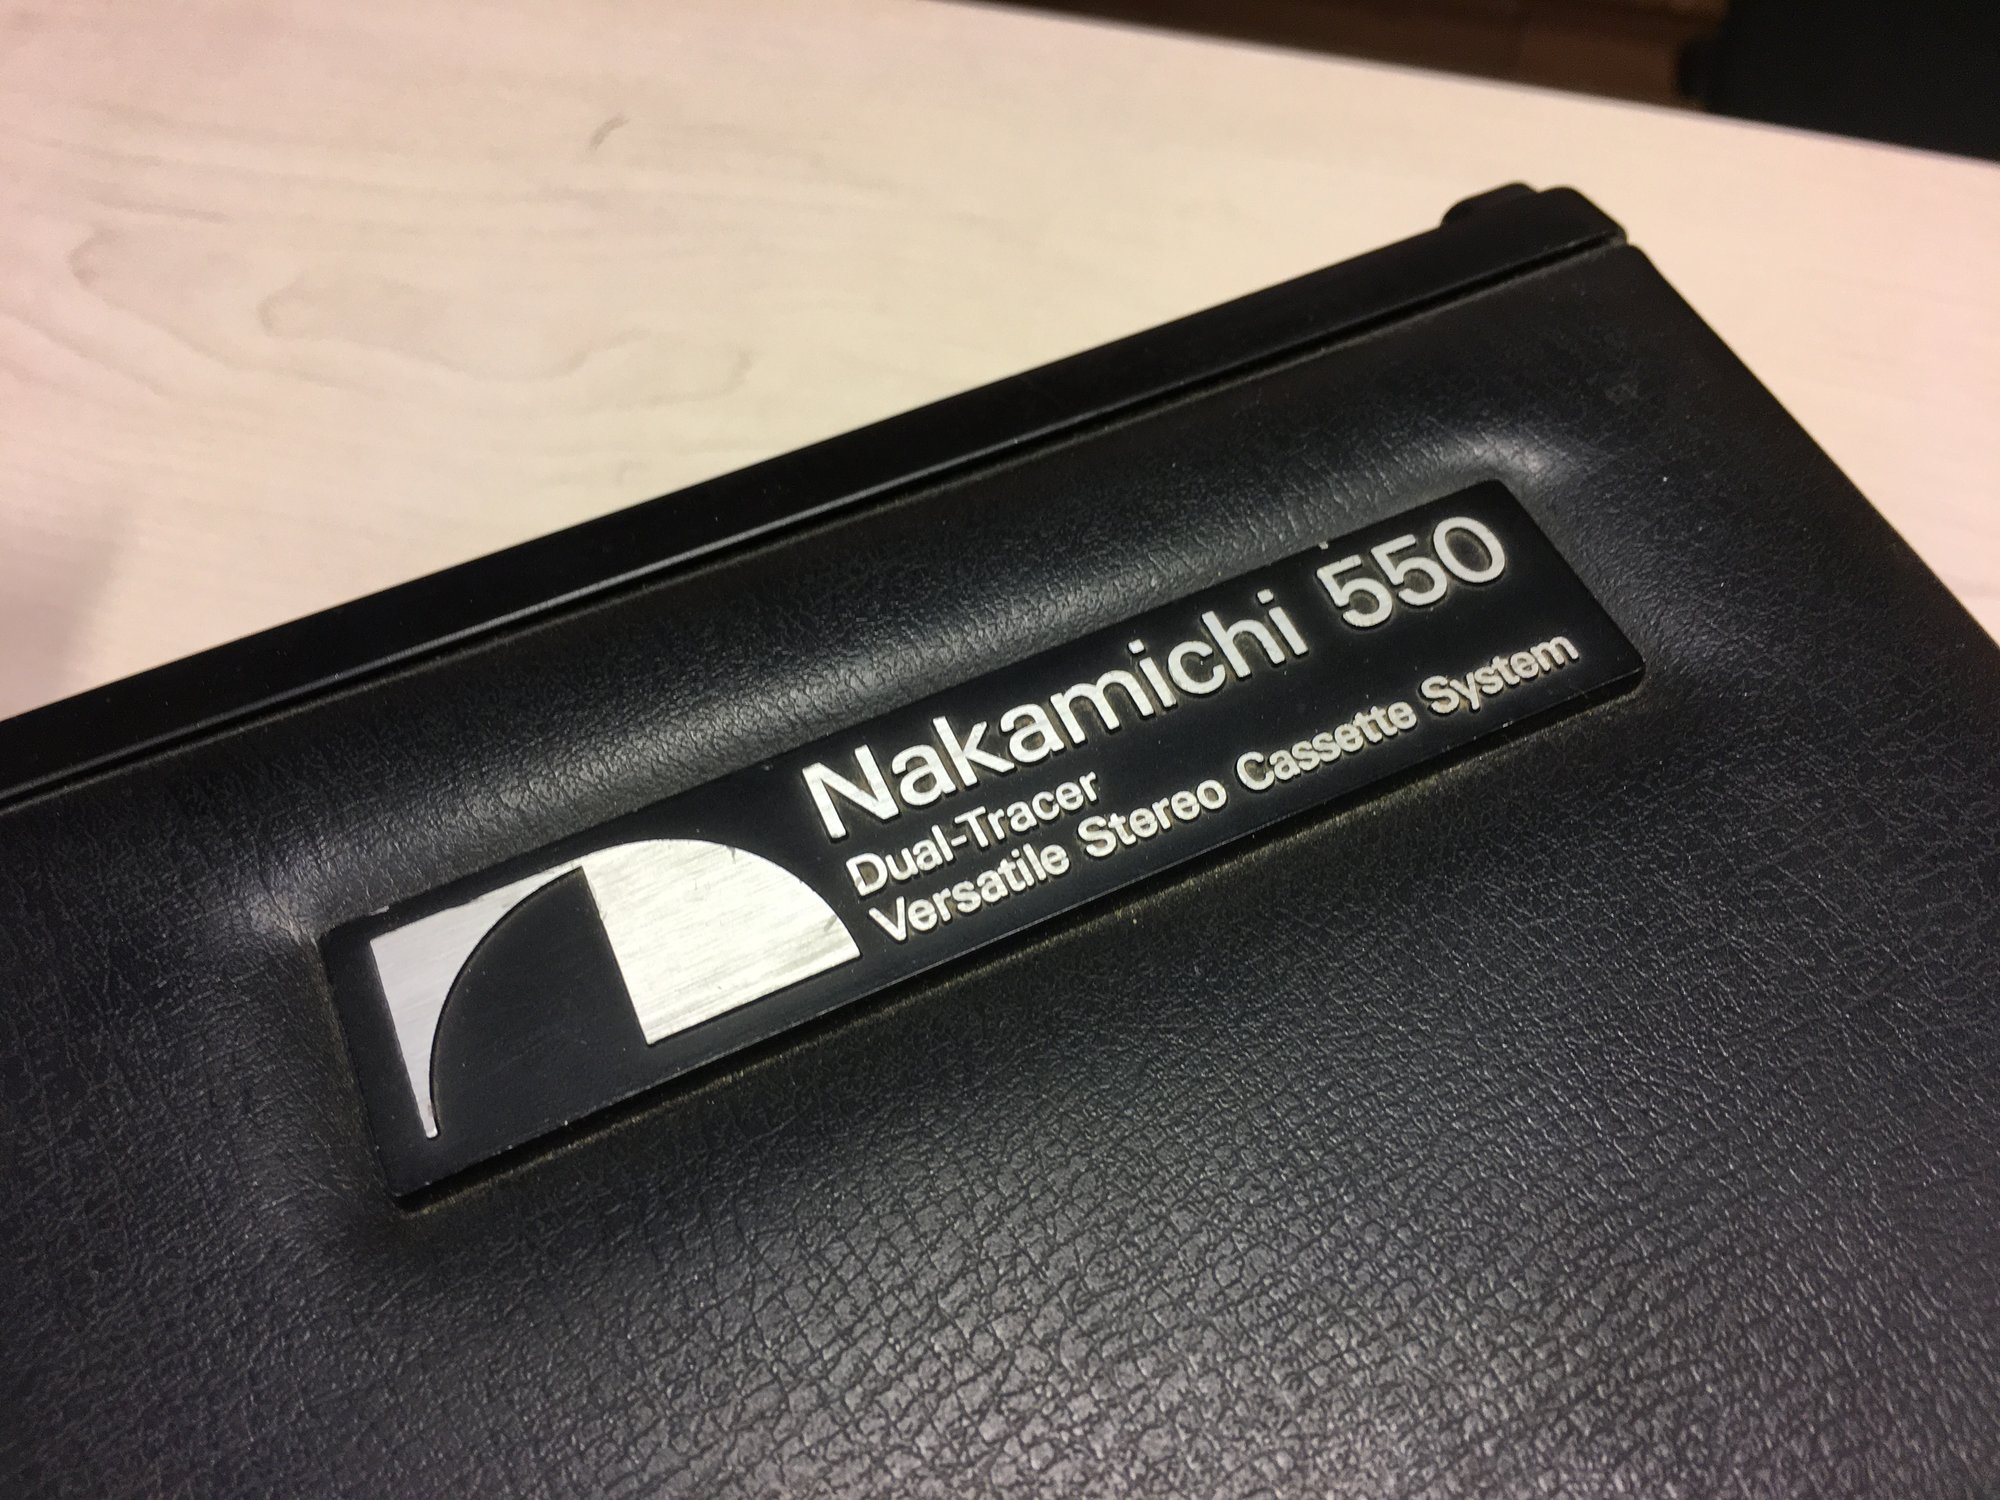 Nakamichi 550
Dual-Tracer
Versatile Stereo Cassette System